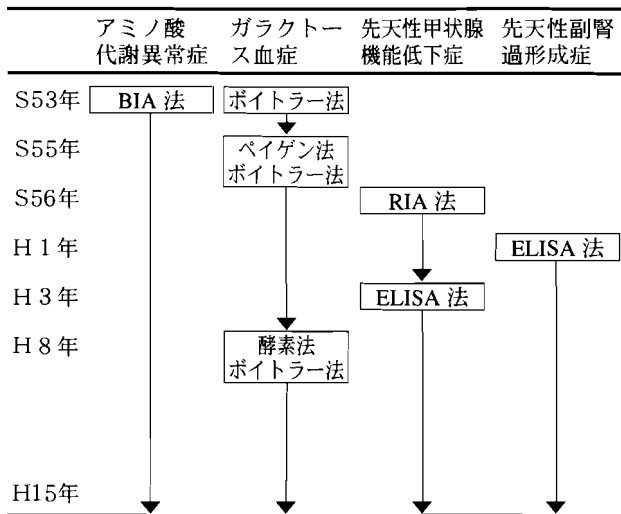 アミノ酸
代謝異常症
ガラクトー
ス血症
先天性甲状腺
機能低下症
先天性副腎
過形成症
S53年
BIA 法
ボイトラー法
S55年
ペイゲン法
ボイトラー法
S56年
RIA 法
H 1 年
ELISA 法
H 3 年
ELISA 法
H 8 年
酵素法
ボイトラー法
H15年